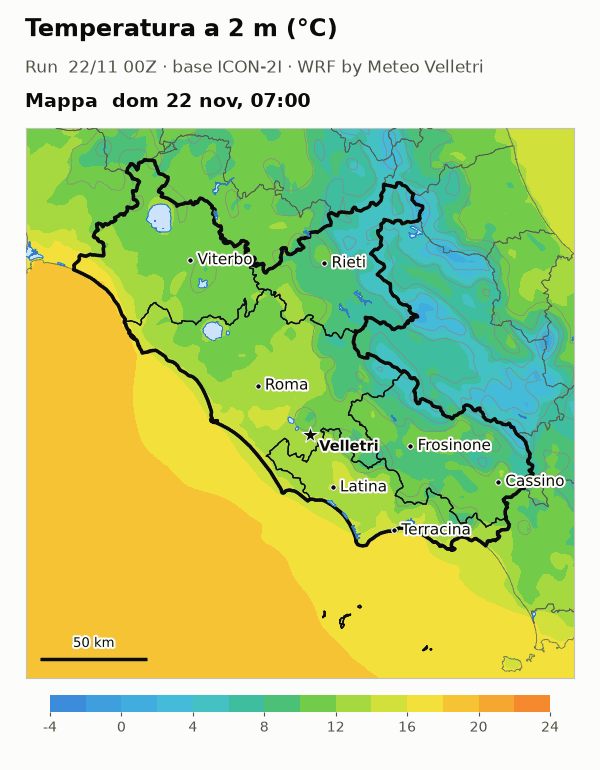 Temperatura a 2 m (°C)
Run  22/11 00Z · base ICON-2I · WRF by Meteo Velletri
Mappa  dom 22 nov, 07:00
Viterbo
Rieti
Roma
Velletri
Frosinone
Cassino
Latina
Terracina
50 km
-4 0 4 8 12 16 20 24